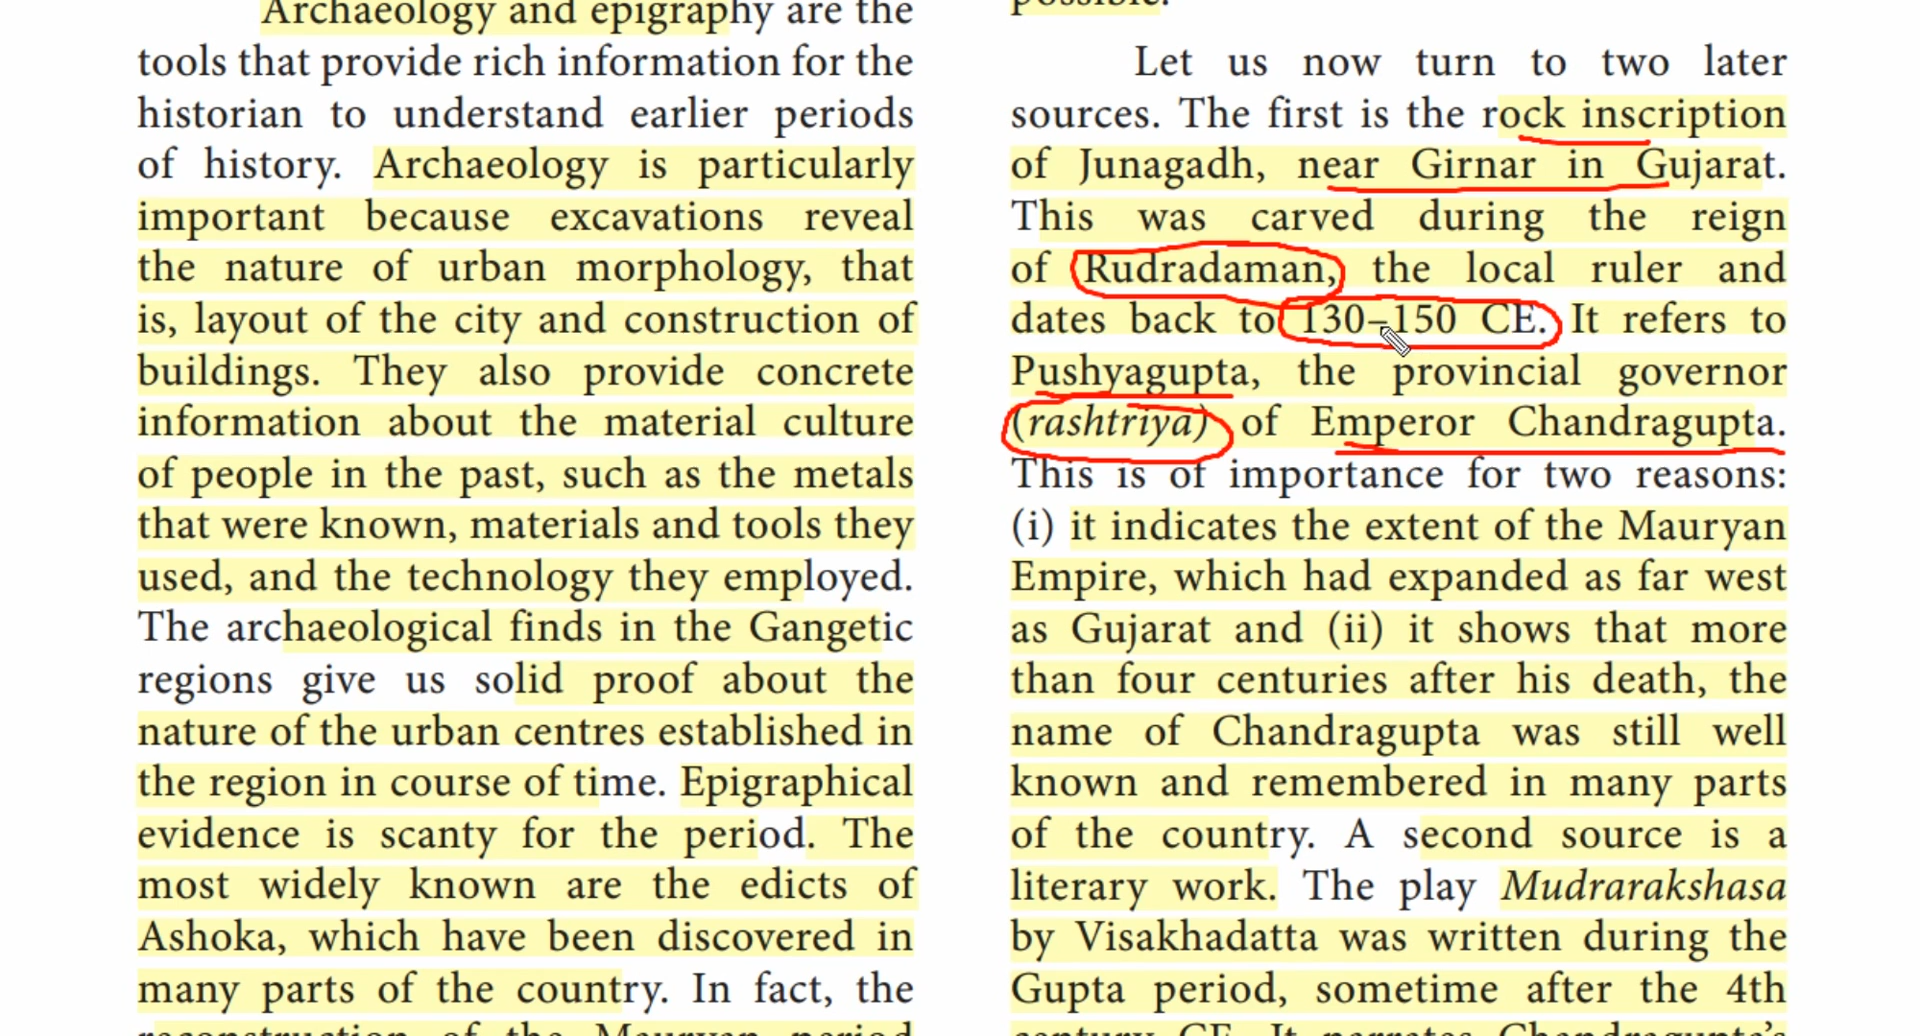 Archaeology and epigraphy are the
tools that provide rich information for the
historian to understand earlier periods
of history. Archaeology is particularly
important because excavations reveal
the nature of urban morphology, that
is, layout of the city and construction of
buildings. They also provide concrete
information about the material culture
of people in the past, such as the metals
that were known, materials and tools they
used, and the technology they employed.
The archaeological finds in the Gangetic
regions give us solid proof about the
nature of the urban centres established in
the region in course of time. Epigraphical
evidence is scanty for the period. The
most widely known are the edicts of
Ashoka, which have been discovered in
many parts of the country. In fact, the
reconstruction of the Mauryan period
possible.
Let us now turn to two later
sources. The first is the rock inscription
of Junagadh, near Girnar in Gujarat.
This was carved during the reign
of Rudradaman, the local ruler and
dates back to 130–150 CE. It refers to
Pushyagupta, the provincial governor
(rashtriya) of Emperor Chandragupta.
This is of importance for two reasons:
(i) it indicates the extent of the Mauryan
Empire, which had expanded as far west
as Gujarat and (ii) it shows that more
than four centuries after his death, the
name of Chandragupta was still well
known and remembered in many parts
of the country. A second source is a
literary work. The play Mudrarakshasa
by Visakhadatta was written during the
Gupta period, sometime after the 4th
century CE. It narrates Chandragupta's